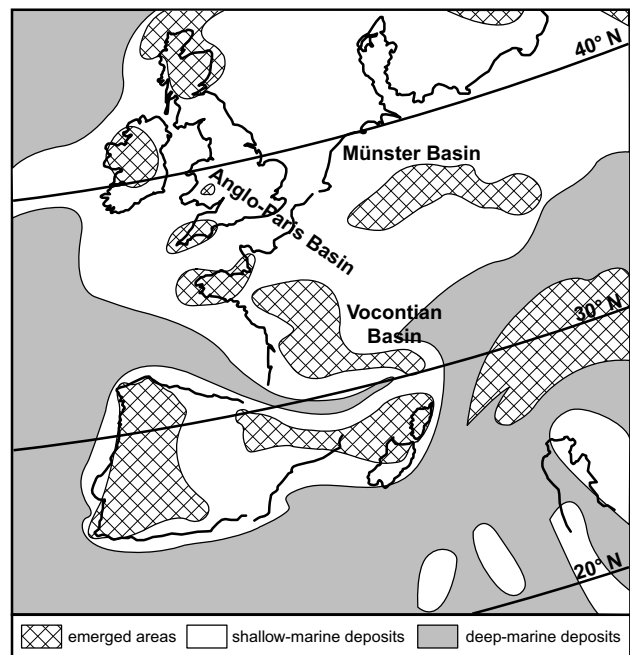 40° N
Münster Basin
Anglo-Paris Basin
Vocontian
Basin
30° N
20° N
emerged areas
shallow-marine deposits
deep-marine deposits